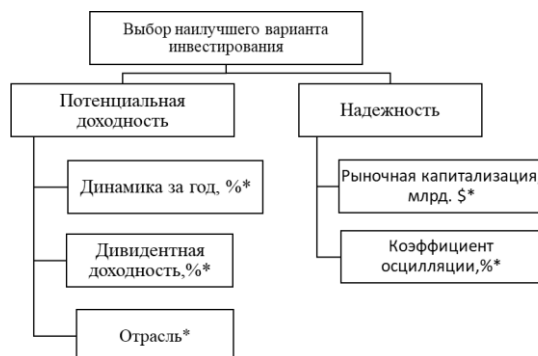 Выбор наилучшего варианта
инвестирования
Потенциальная
доходность
Динамика за год, %*
Дивидентная
доходность,%*
Отрасль*
Надежность
Рыночная капитализация,
млрд. $*
Коэффициент
осцилляции,%*